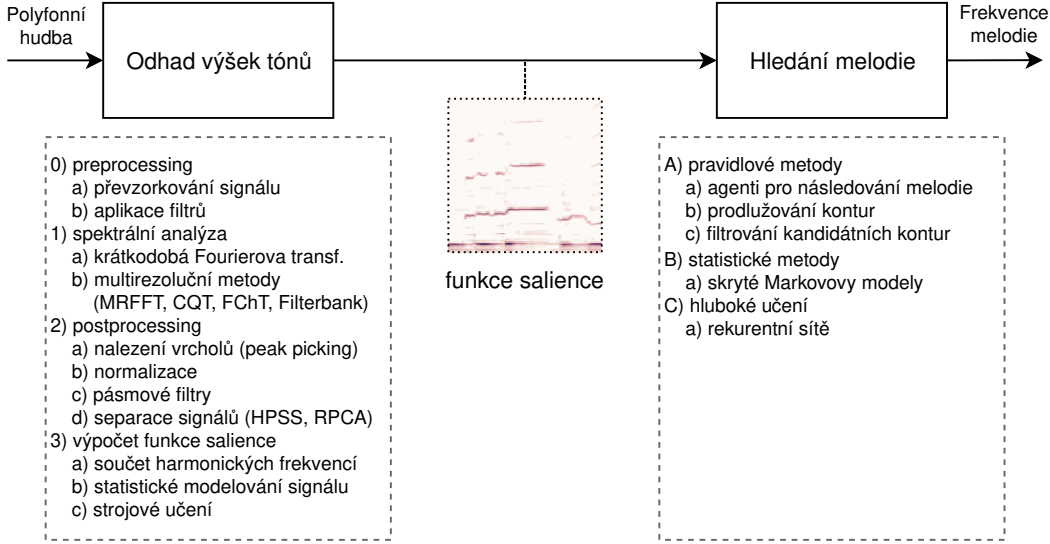 Polyfonní
hudba
Odhad výšek tónů
Hledání melodie
Frekvence
melodie
0) preprocessing
a) převzorkování signálu
b) aplikace filtrů
1) spektrální analýza
a) krátkodobá Fourierova transf.
b) multirezoluční metody
(MRFFT, CQT, FChT, Filterbank)
2) postprocessing
a) nalezení vrcholů (peak picking)
b) normalizace
c) pásmové filtry
d) separace signálů (HPSS, RPCA)
3) výpočet funkce salience
a) součet harmonických frekvencí
b) statistické modelování signálu
c) strojové učení
funkce salience
A) pravidlové metody
a) agenti pro následování melodie
b) prodlužování kontur
c) filtrování kandidátních kontur
B) statistické metody
a) skryté Markovovy modely
C) hluboké učení
a) rekurentní sítě